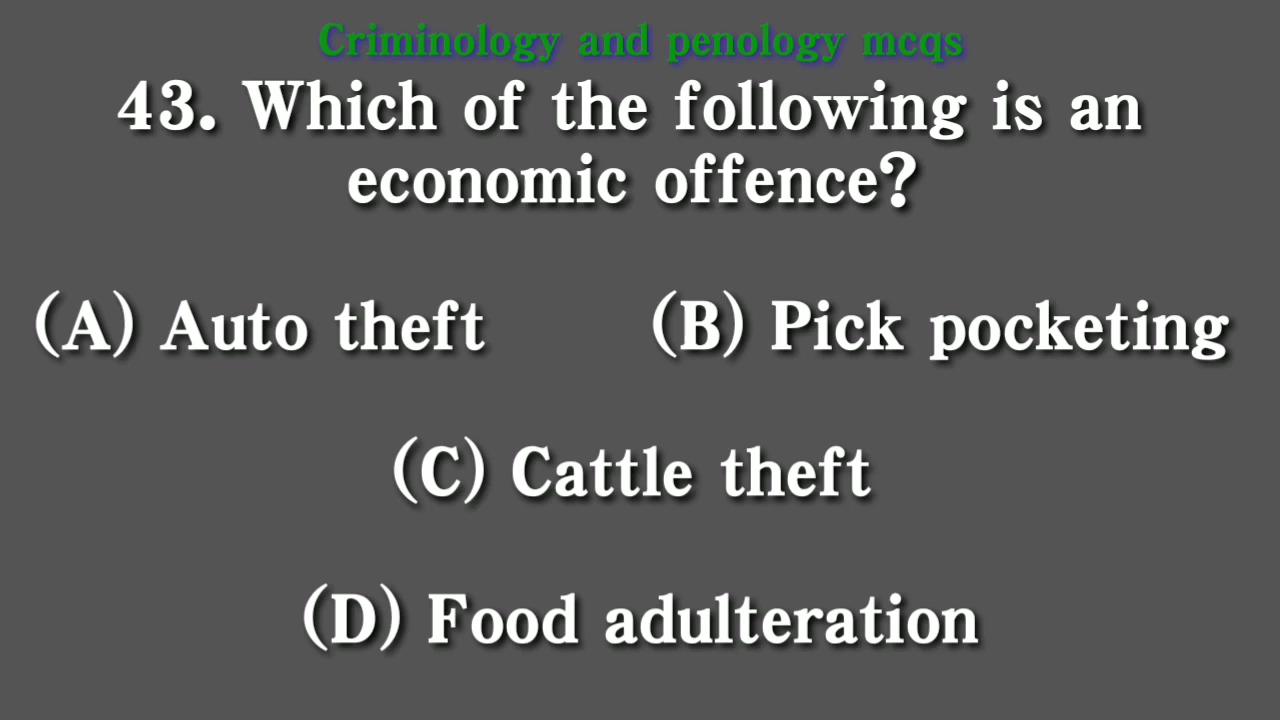 Criminology and penology mcqs
43. Which of the following is an
economic offence?
(A) Auto theft (B) Pick pocketing
(C) Cattle theft
(D) Food adulteration